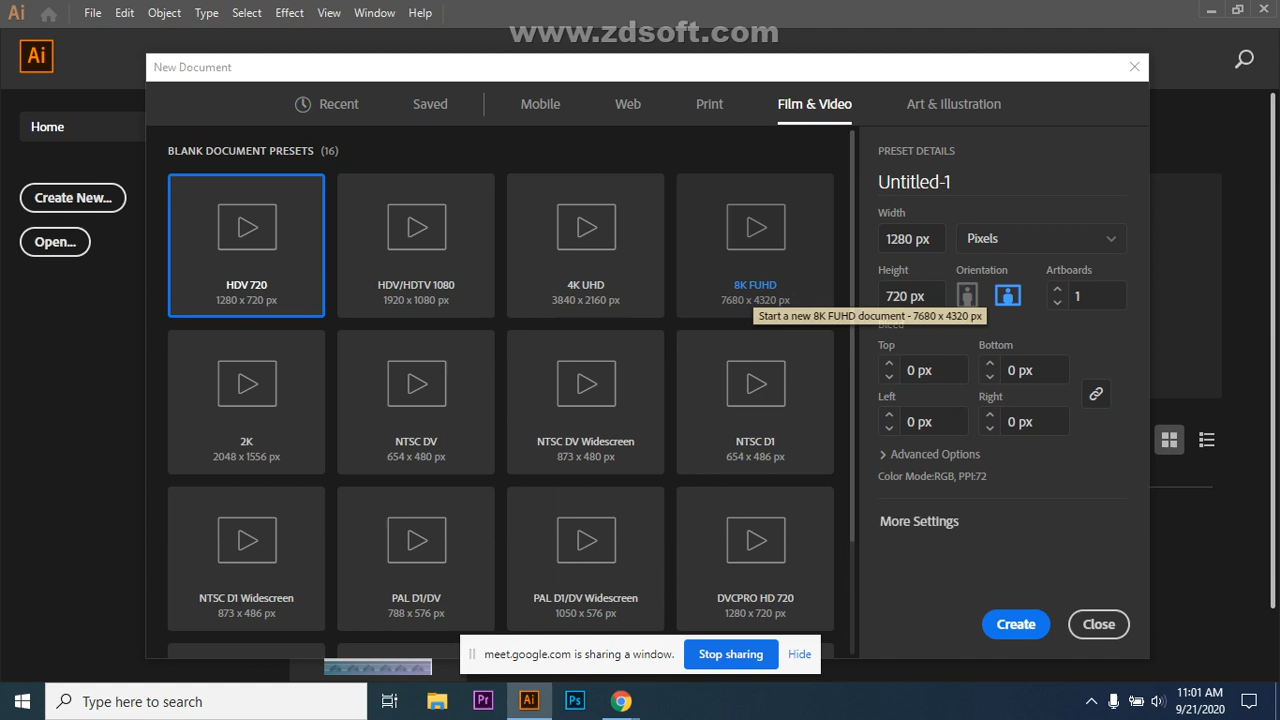 Ai File Edit Object Type Select Effect View Window Help
www.zdsoft.com
Ai
New Document
Recent Saved Mobile Web Print Film & Video Art & Illustration
Home
Create New...
Open...
BLANK DOCUMENT PRESETS (16)
HDV 720
1280 x 720 px
HDV/HDTV 1080
1920 x 1080 px
4K UHD
3840 x 2160 px
8K FUHD
7680 x 4320 px
Start a new 8K FUHD document - 7680 x 4320 px
2K
2048 x 1556 px
NTSC DV
654 x 480 px
NTSC DV Widescreen
873 x 480 px
NTSC D1
654 x 486 px
NTSC D1 Widescreen
873 x 486 px
PAL D1/DV
788 x 576 px
PAL D1/DV Widescreen
1050 x 576 px
DVCPRO HD 720
1280 x 720 px
PRESET DETAILS
Untitled-1
Width
1280 px Pixels
Height Orientation Artboards
720 px 1
Bleed
Top Bottom
0 px 0 px
Left Right
0 px 0 px
Advanced Options
Color Mode:RGB, PPI:72
More Settings
Create Close
meet.google.com is sharing a window. Stop sharing Hide
Type here to search
Pr Ai Ps
11:01 AM
9/21/2020